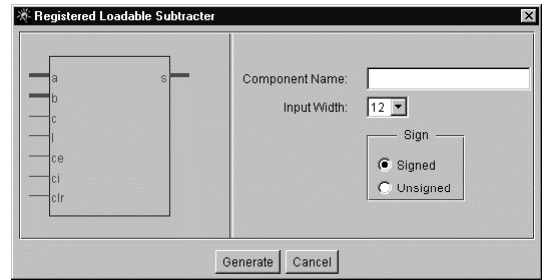 Registered Loadable Subtracter
a s
b
c
l
ce
ci
clr
Component Name:
Input Width: 12
Sign
Signed
Unsigned
Generate Cancel